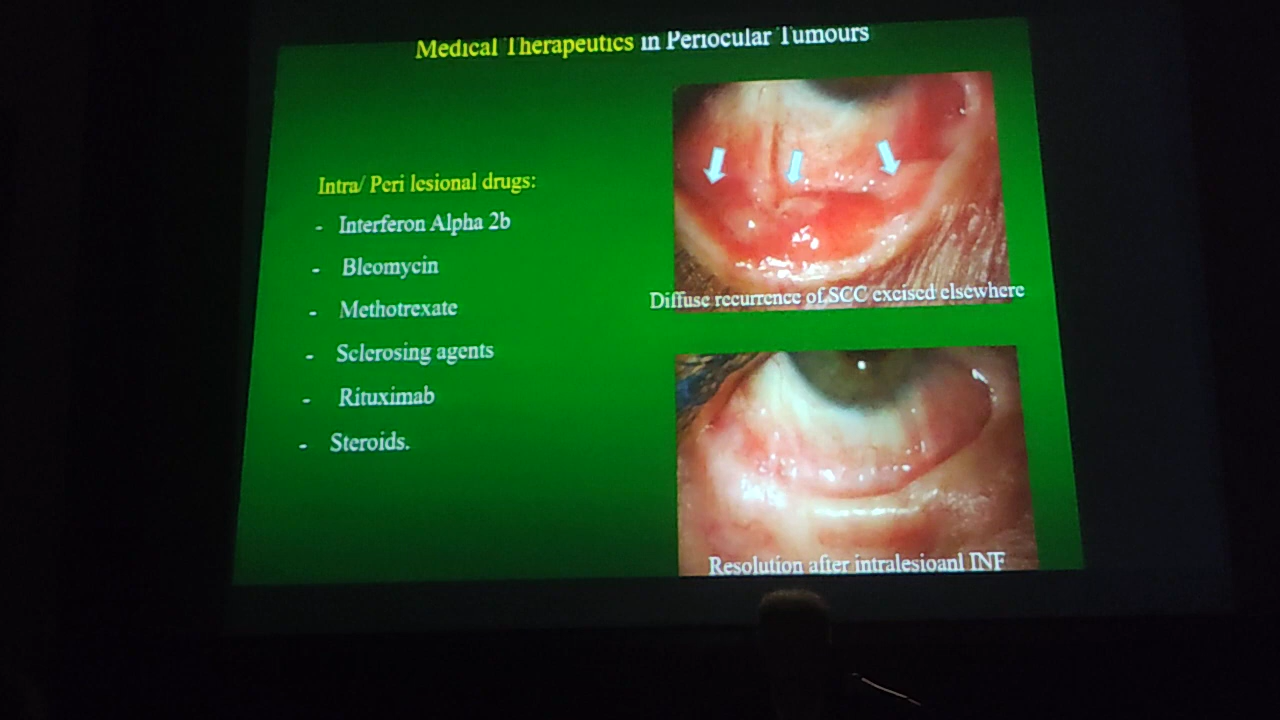 Medical Therapeutics in Periocular Tumours
Intra/ Peri lesional drugs:
- Interferon Alpha 2b
- Bleomycin
- Methotrexate
- Sclerosing agents
- Rituximab
- Steroids.
Diffuse recurrence of SCC excised elsewhere
Resolution after intralesioanl INF